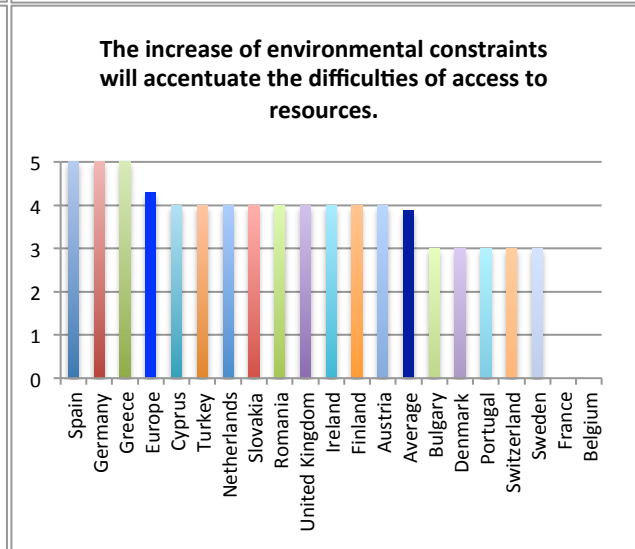 The increase of environmental constraints
will accentuate the difficulties of access to
resources.
5
4
3
2
1
0
Spain
Germany
Greece
Europe
Cyprus
Turkey
Netherlands
Slovakia
Romania
United Kingdom
Ireland
Finland
Austria
Average
Bulgary
Denmark
Portugal
Switzerland
Sweden
France
Belgium